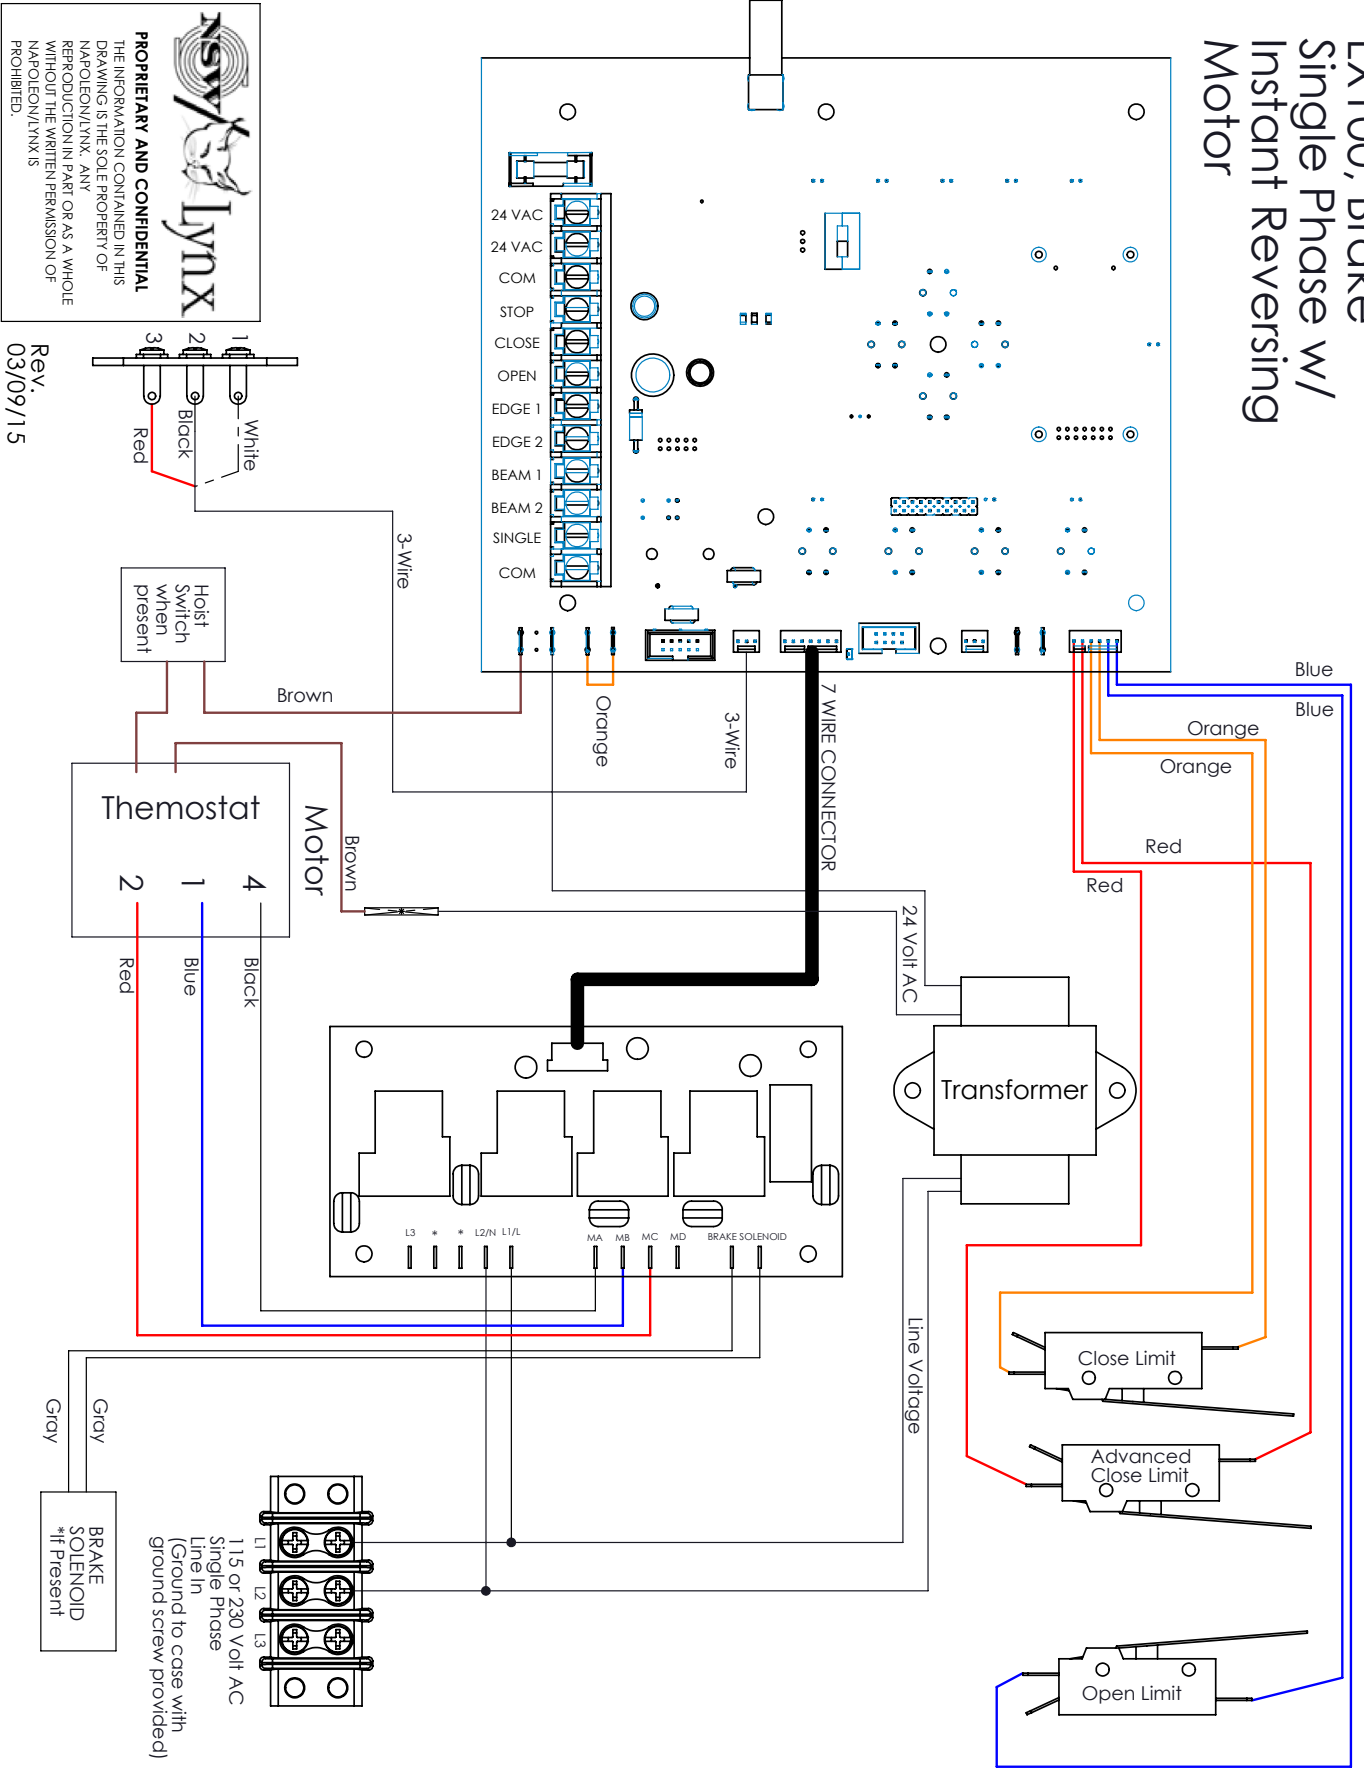 LX100, Brake
Single Phase w/
Instant Reversing
Motor
NSW/Lynx
PROPRIETARY AND CONFIDENTIAL
THE INFORMATION CONTAINED IN THIS
DRAWING IS THE SOLE PROPERTY OF
NAPOLEON/LYNX. ANY
REPRODUCTION IN PART OR AS A WHOLE
WITHOUT THE WRITTEN PERMISSION OF
NAPOLEON/LYNX IS
PROHIBITED.
Rev.
03/09/15
24 VAC
24 VAC
COM
STOP
CLOSE
OPEN
EDGE 1
EDGE 2
BEAM 1
BEAM 2
SINGLE
COM
1
2
3
White
Black
Red
3-Wire
Hoist
Switch
when
present
Brown
Orange
3-Wire
7 WIRE CONNECTOR
Blue
Blue
Orange
Orange
Red
Red
Themostat
Motor
Brown
2
1
4
Red
Blue
Black
24 Volt AC
Transformer
L3
*
*
L2/N
L1/L
MA
MB
MC
MD
BRAKE SOLENOID
Line Voltage
Close Limit
Advanced
Close Limit
Open Limit
Gray
Gray
BRAKE
SOLENOID
*If Present
L1
L2
L3
115 or 230 Volt AC
Single Phase
Line In
(Ground to case with
ground screw provided)